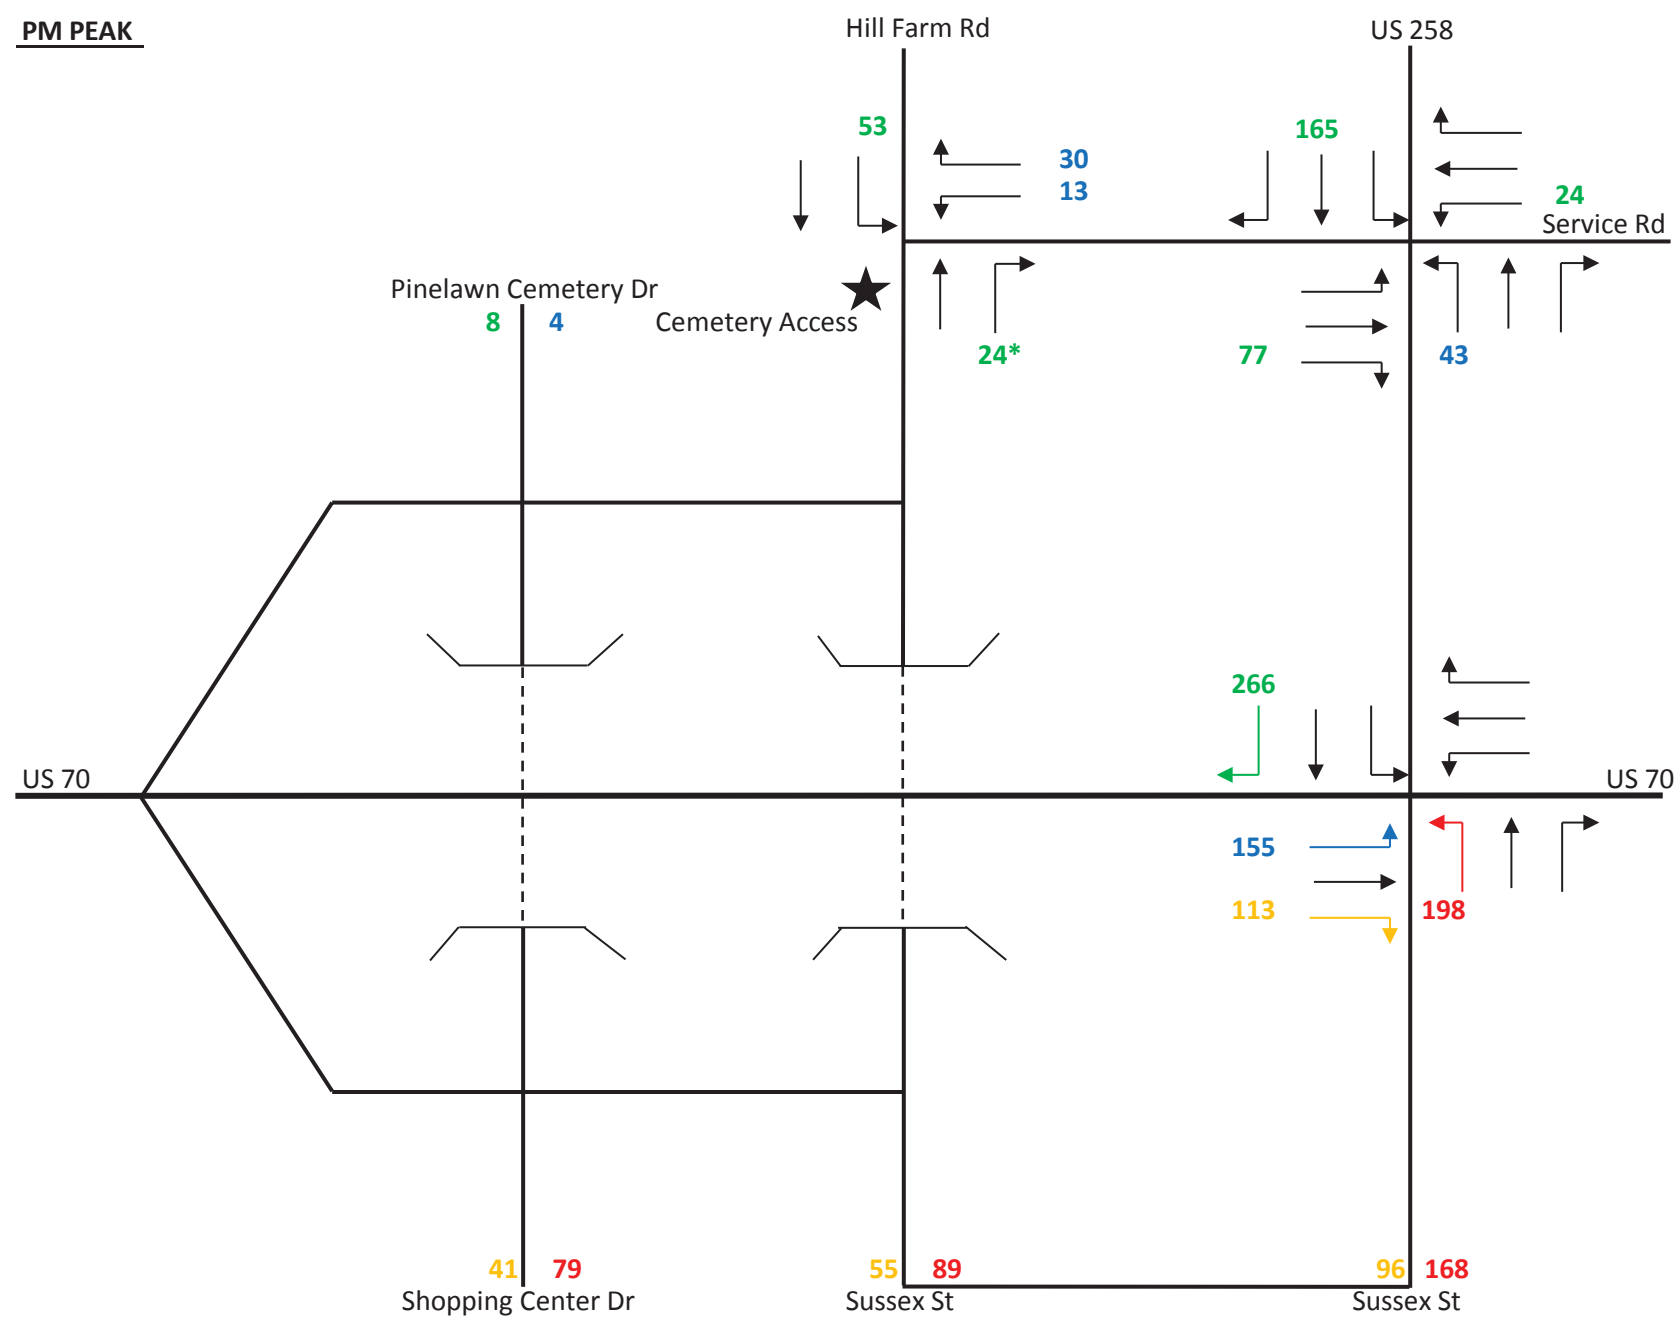 PM PEAK
Hill Farm Rd
US 258
53
30
13
165
24
Service Rd
Pinelawn Cemetery Dr
8 4
Cemetery Access
24*
77
43
266
US 70
US 70
155
113
198
41 79
Shopping Center Dr
55 89
Sussex St
96 168
Sussex St